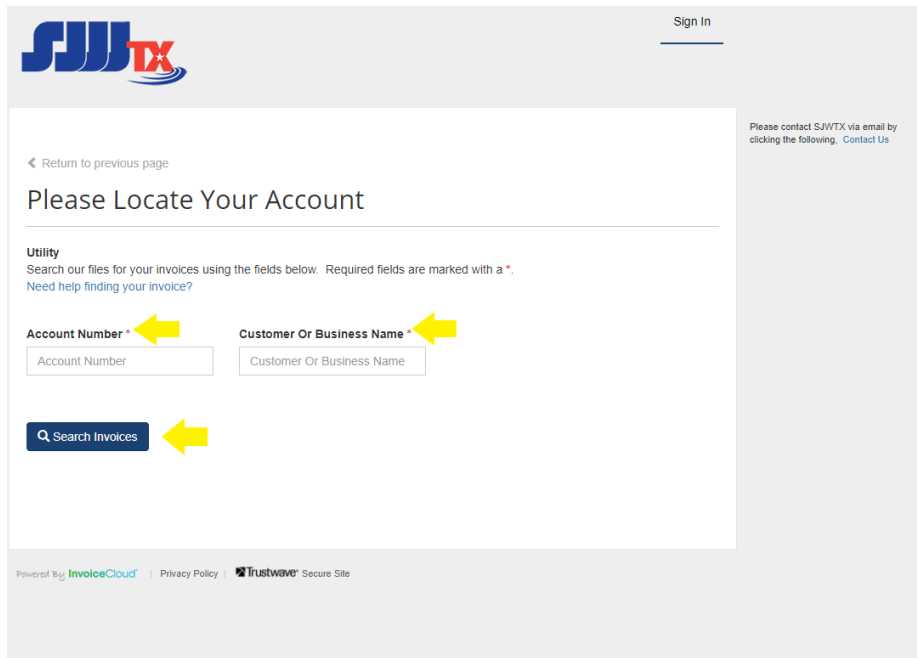 SJWTX
Sign In
Please contact SJWTX via email by
clicking the following, Contact Us
Return to previous page
Please Locate Your Account
Utility
Search our files for your invoices using the fields below. Required fields are marked with a *.
Need help finding your invoice?
Account Number *
Customer Or Business Name *
Account Number
Customer Or Business Name
Search Invoices
Powered By InvoiceCloud® | Privacy Policy | Trustwave® Secure Site